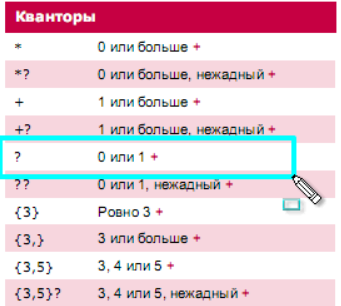 Кванторы
* 0 или больше +
*? 0 или больше, нежадный +
+ 1 или больше +
+? 1 или больше, нежадный +
? 0 или 1 +
?? 0 или 1, нежадный +
{3} Ровно 3 +
{3,} 3 или больше +
{3,5} 3, 4 или 5 +
{3,5}? 3, 4 или 5, нежадный +